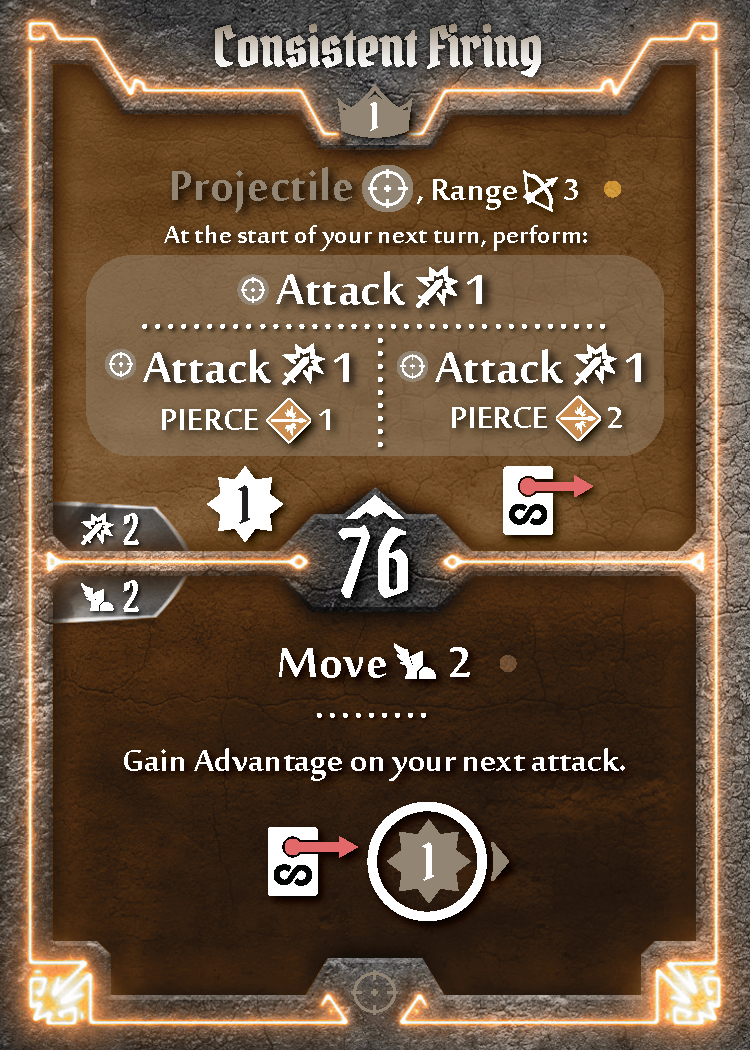 Consistent Firing
1
Projectile , Range 3
At the start of your next turn, perform:
Attack 1
Attack 1
PIERCE 1
Attack 1
PIERCE 2
1
S
2
76
2
Move 2
Gain Advantage on your next attack.
S
1